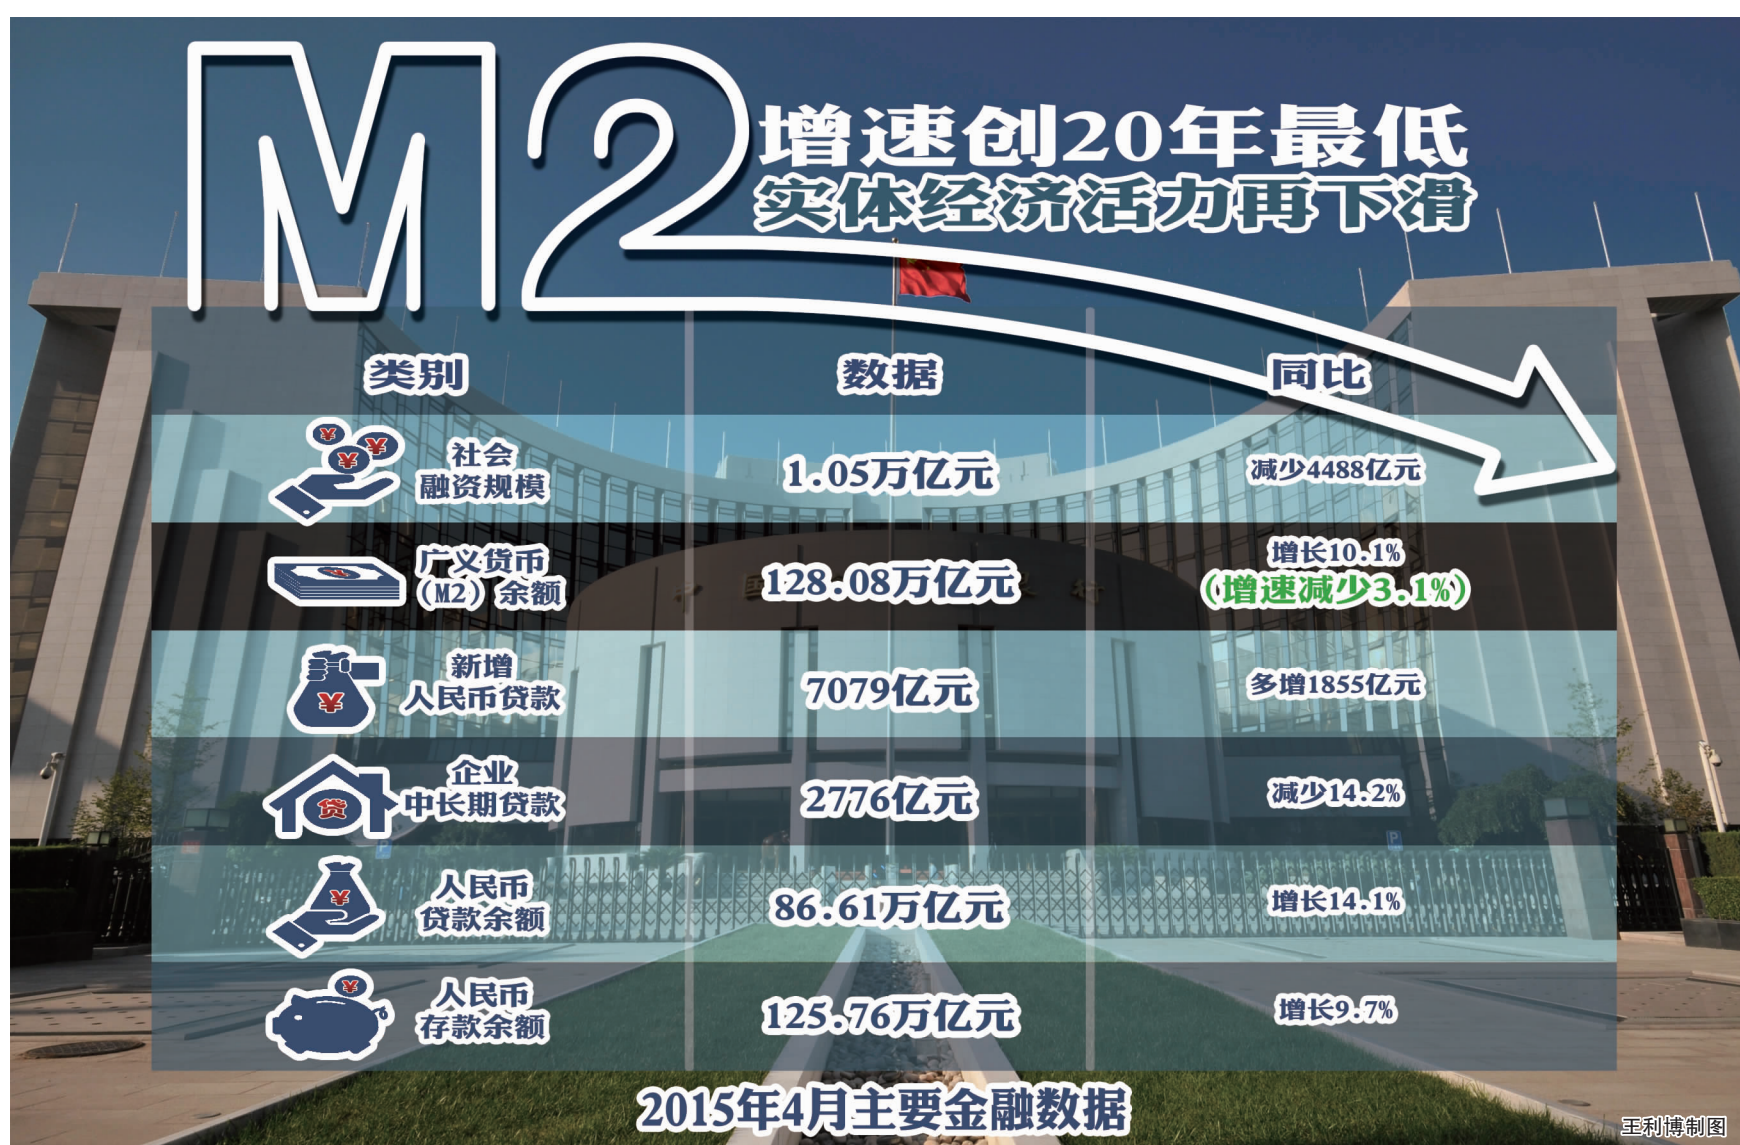 M2
增速创20年最低
实体经济活力再下滑
类别 数据 同比
社会
融资规模
1.05万亿元
减少4488亿元
广义货币
(M2)余额
128.08万亿元
增长10.1%
(增速减少3.1%)
新增
人民币贷款
7079亿元
多增1855亿元
企业
中长期贷款
2776亿元
减少14.2%
人民币
贷款余额
86.61万亿元
增长14.1%
人民币
存款余额
125.76万亿元
增长9.7%
2015年4月主要金融数据
王利博制图